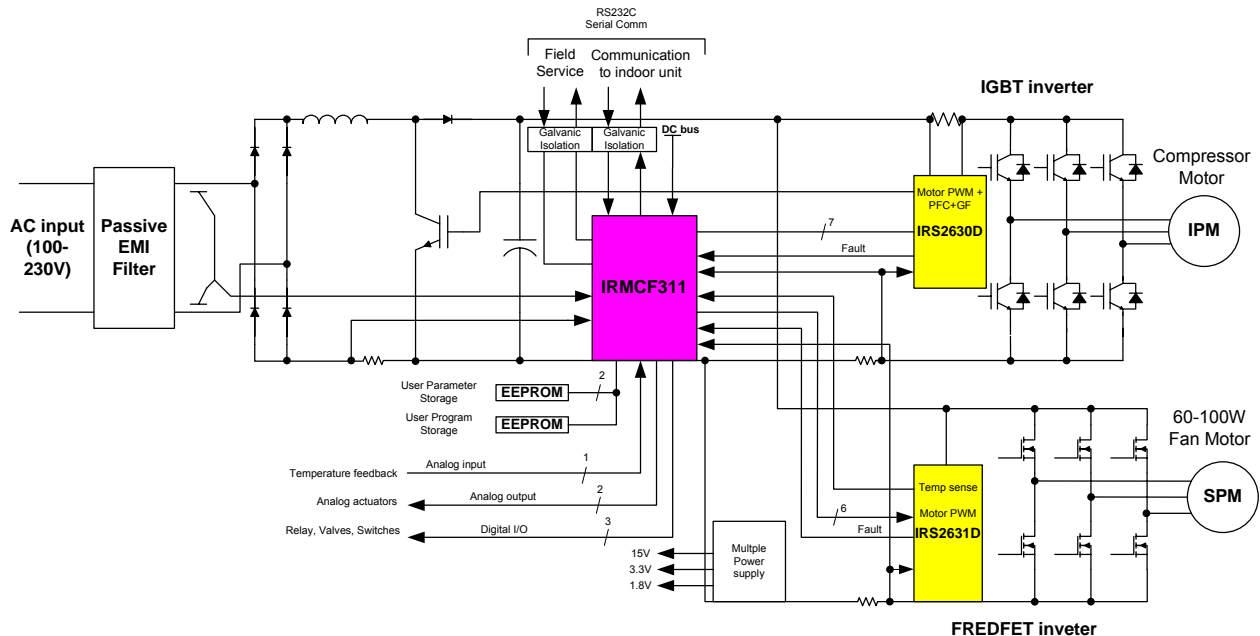 RS232C
Serial Comm
Field
Service
Communication
to indoor unit
IGBT inverter
Galvanic
Isolation
Galvanic
Isolation
DC bus
Compressor
Motor
AC input
(100-
230V)
Passive
EMI
Filter
Motor PWM +
PFC+GF
IRS2630D
IPM
7
Fault
IRMCF311
User Parameter
Storage
EEPROM
2
User Program
Storage
EEPROM
60-100W
Fan Motor
Temperature feedback
Analog input
1
Temp sense
SPM
Analog actuators
Analog output
2
6
Motor PWM
Relay, Valves, Switches
Digital I/O
3
Fault
IRS2631D
15V
3.3V
1.8V
Multple
Power
supply
FREDFET inveter